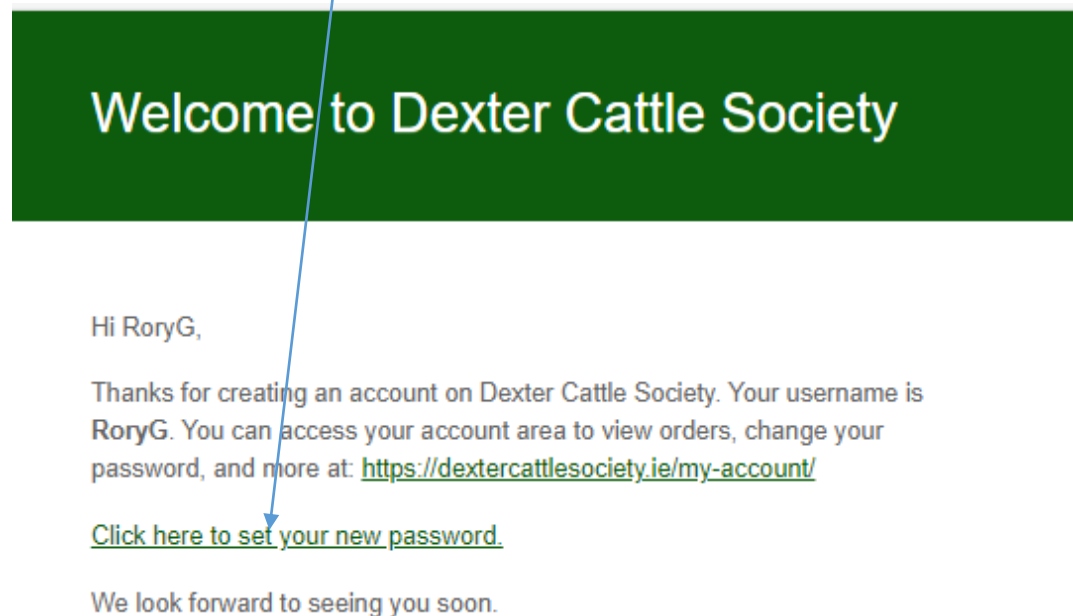 Welcome to Dexter Cattle Society
Hi RoryG,
Thanks for creating an account on Dexter Cattle Society. Your username is
RoryG. You can access your account area to view orders, change your
password, and more at: https://dextercattlesociety.ie/my-account/
Click here to set your new password.
We look forward to seeing you soon.